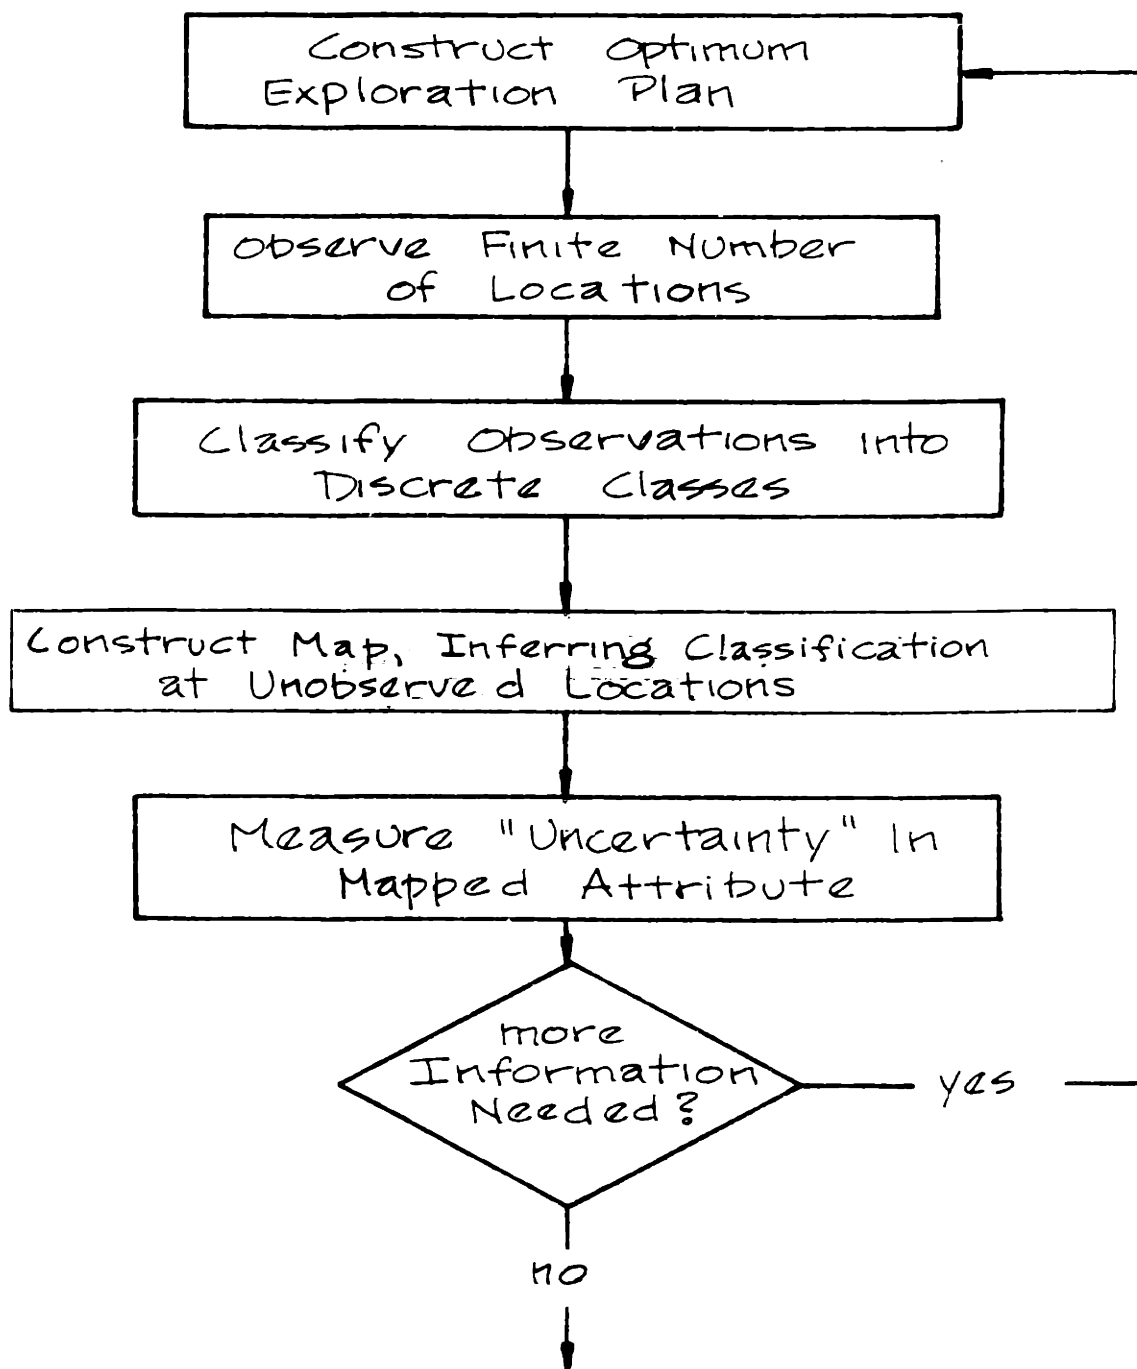 Construct Optimum
Exploration Plan
Observe Finite Number
of Locations
Classify Observations into
Discrete Classes
Construct Map, Inferring Classification
at Unobserved Locations
Measure "Uncertainty" In
Mapped Attribute
more
Information
Needed?
yes
no